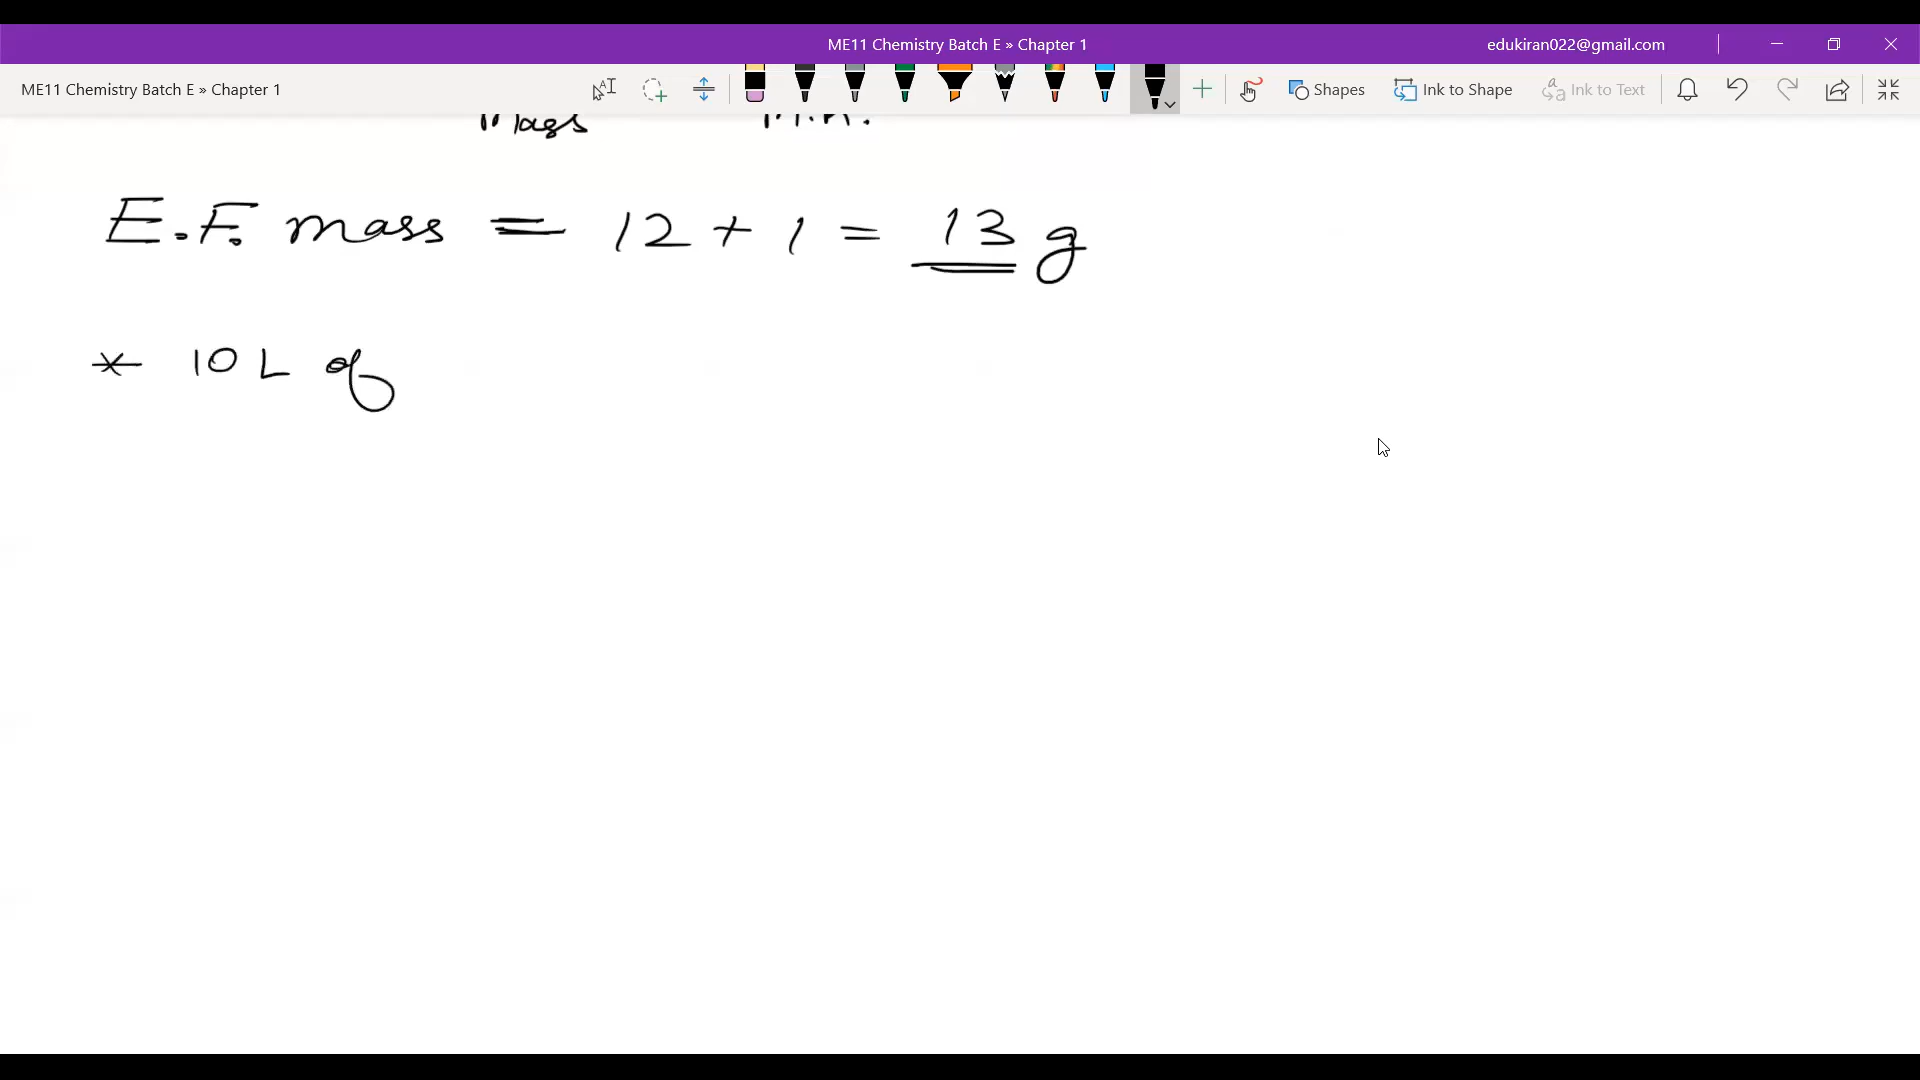 ME11 Chemistry Batch E » Chapter 1
edukiran022@gmail.com
ME11 Chemistry Batch E » Chapter 1
Shapes
Ink to Shape
Ink to Text
Mass
E.F. mass = 12 + 1 = 13 g
* 10 L of